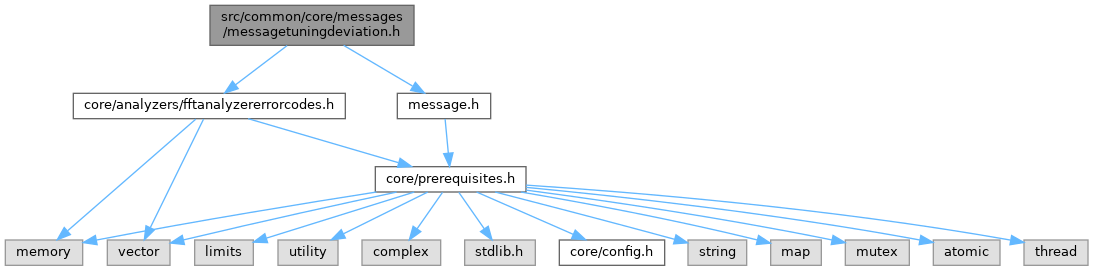 src/common/core/messages
/messagetuningdeviation.h
core/analyzers/fftanalyzererrorcodes.h
message.h
core/prerequisites.h
memory
vector
limits
utility
complex
stdlib.h
core/config.h
string
map
mutex
atomic
thread